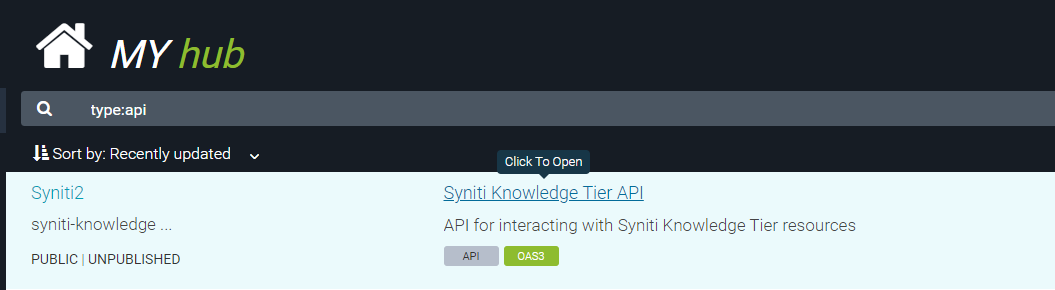 MY hub
type:api
Sort by: Recently updated
Click To Open
Syniti2
Syniti Knowledge Tier API
syniti-knowledge ...
API for interacting with Syniti Knowledge Tier resources
PUBLIC | UNPUBLISHED
API OAS3